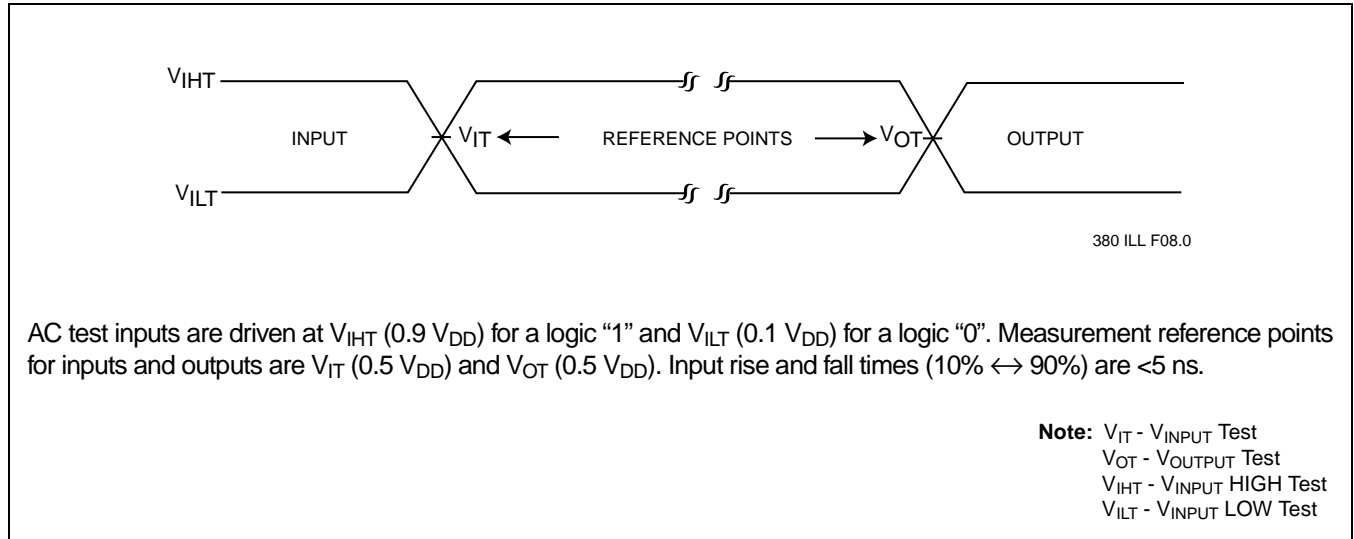 VIHT
INPUT VIT REFERENCE POINTS VOT OUTPUT
VILT
380 ILL F08.0
AC test inputs are driven at VIHT (0.9 VDD) for a logic “1” and VILT (0.1 VDD) for a logic “0”. Measurement reference points
for inputs and outputs are VIT (0.5 VDD) and VOT (0.5 VDD). Input rise and fall times (10% ↔ 90%) are <5 ns.
Note: VIT - VINPUT Test
VOT - VOUTPUT Test
VIHT - VINPUT HIGH Test
VILT - VINPUT LOW Test